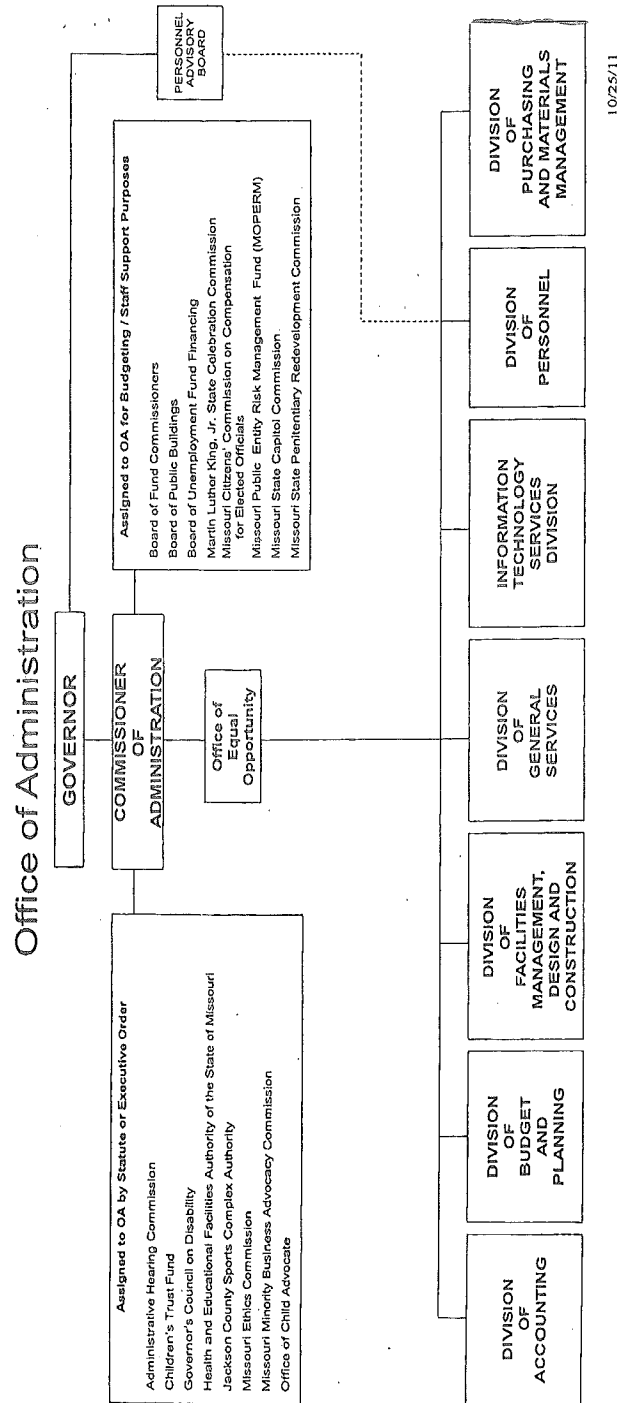 Office of Administration
GOVERNOR
COMMISSIONER
OF
ADMINISTRATION
Office of
Equal
Opportunity
PERSONNEL
ADVISORY
BOARD
Assigned to OA by Statute or Executive Order
Administrative Hearing Commission
Children's Trust Fund
Governor's Council on Disability
Health and Educational Facilities Authority of the State of Missouri
Jackson County Sports Complex Authority
Missouri Ethics Commission
Missouri Minority Business Advocacy Commission
Office of Child Advocate
Assigned to OA for Budgeting / Staff Support Purposes
Board of Fund Commissioners
Board of Public Buildings
Board of Unemployment Fund Financing
Martin Luther King, Jr. State Celebration Commission
Missouri Citizens' Commission on Compensation
for Elected Officials
Missouri Public Entity Risk Management Fund (MOPERM)
Missouri State Capitol Commission
Missouri State Penitentiary Redevelopment Commission
DIVISION
OF
ACCOUNTING
DIVISION
OF
BUDGET
AND
PLANNING
DIVISION
OF
FACILITIES
MANAGEMENT,
DESIGN AND
CONSTRUCTION
DIVISION
OF
GENERAL
SERVICES
INFORMATION
TECHNOLOGY
SERVICES
DIVISION
DIVISION
OF
PERSONNEL
DIVISION
OF
PURCHASING
AND MATERIALS
MANAGEMENT
10/25/11